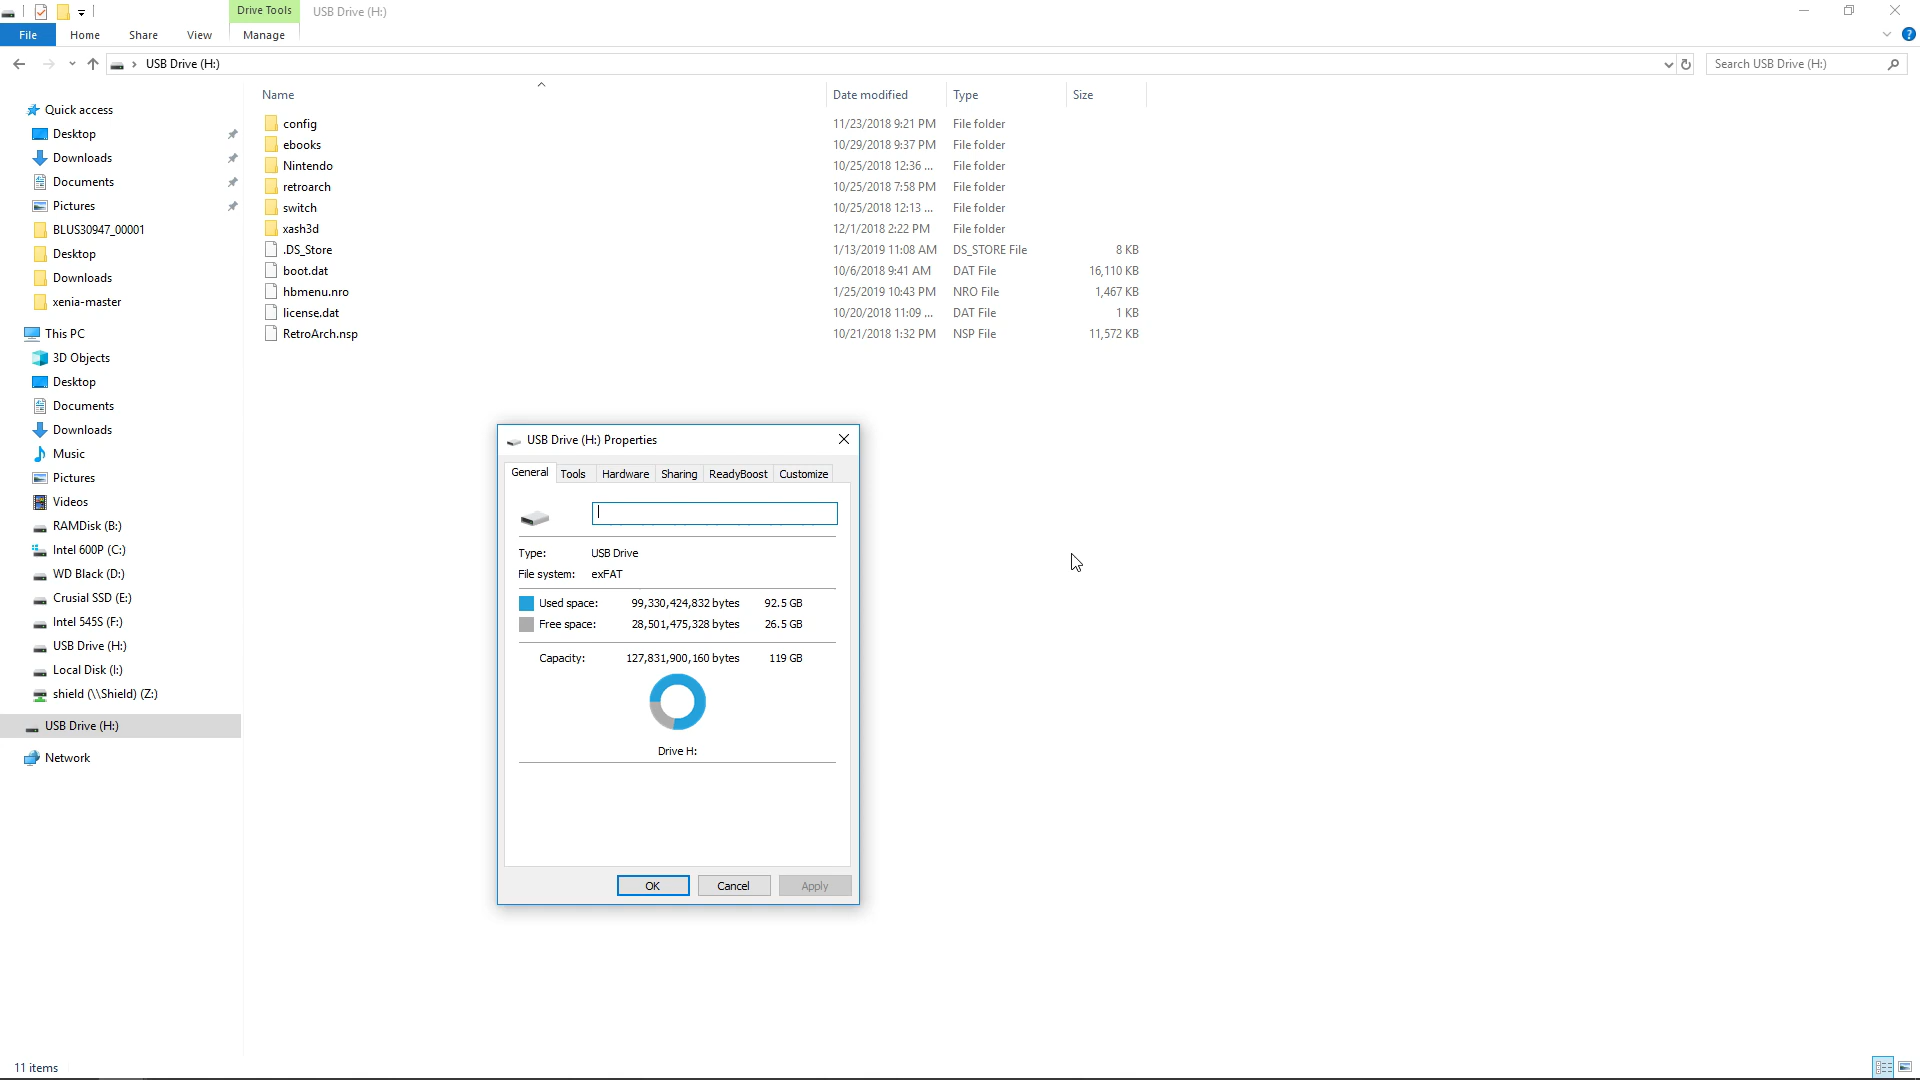 Drive Tools
USB Drive (H:)
File
Home
Share
View
Manage
?
› USB Drive (H:)
Search USB Drive (H:)
Name
Date modified
Type
Size
config 11/23/2018 9:21 PM File folder
ebooks 10/29/2018 9:37 PM File folder
Nintendo 10/25/2018 12:36 ... File folder
retroarch 10/25/2018 7:58 PM File folder
switch 10/25/2018 12:13 ... File folder
xash3d 12/1/2018 2:22 PM File folder
.DS_Store 1/13/2019 11:08 AM DS_STORE File 8 KB
boot.dat 10/6/2018 9:41 AM DAT File 16,110 KB
hbmenu.nro 1/25/2019 10:43 PM NRO File 1,467 KB
license.dat 10/20/2018 11:09 ... DAT File 1 KB
RetroArch.nsp 10/21/2018 1:32 PM NSP File 11,572 KB
Quick access
Desktop
Downloads
Documents
Pictures
BLUS30947_00001
Desktop
Downloads
xenia-master
This PC
3D Objects
Desktop
Documents
Downloads
Music
Pictures
Videos
RAMDisk (B:)
Intel 600P (C:)
WD Black (D:)
Crusial SSD (E:)
Intel 545S (F:)
USB Drive (H:)
Local Disk (I:)
shield (\\Shield) (Z:)
USB Drive (H:)
Network
USB Drive (H:) Properties
General
Tools
Hardware
Sharing
ReadyBoost
Customize
Type: USB Drive
File system: exFAT
Used space: 99,330,424,832 bytes 92.5 GB
Free space: 28,501,475,328 bytes 26.5 GB
Capacity: 127,831,900,160 bytes 119 GB
Drive H:
OK
Cancel
Apply
11 items